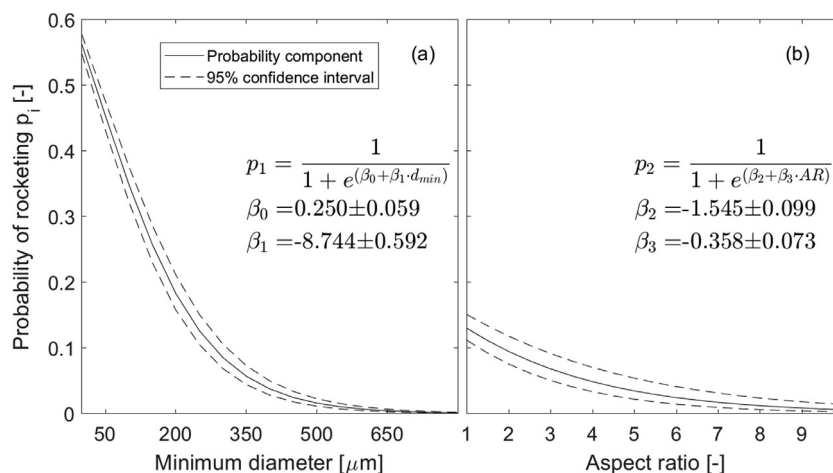 0.6
0.5
0.4
0.3
0.2
0.1
0
Probability of rocketing p_i [-]
Probability component
95% confidence interval
(a)
p_1 = 1 / (1 + e^{(β_0+β_1·d_{min})})
β_0 =0.250±0.059
β_1 =-8.744±0.592
50 200 350 500 650
Minimum diameter [μm]
(b)
p_2 = 1 / (1 + e^{(β_2+β_3·AR)})
β_2 =-1.545±0.099
β_3 =-0.358±0.073
1 2 3 4 5 6 7 8 9
Aspect ratio [-]